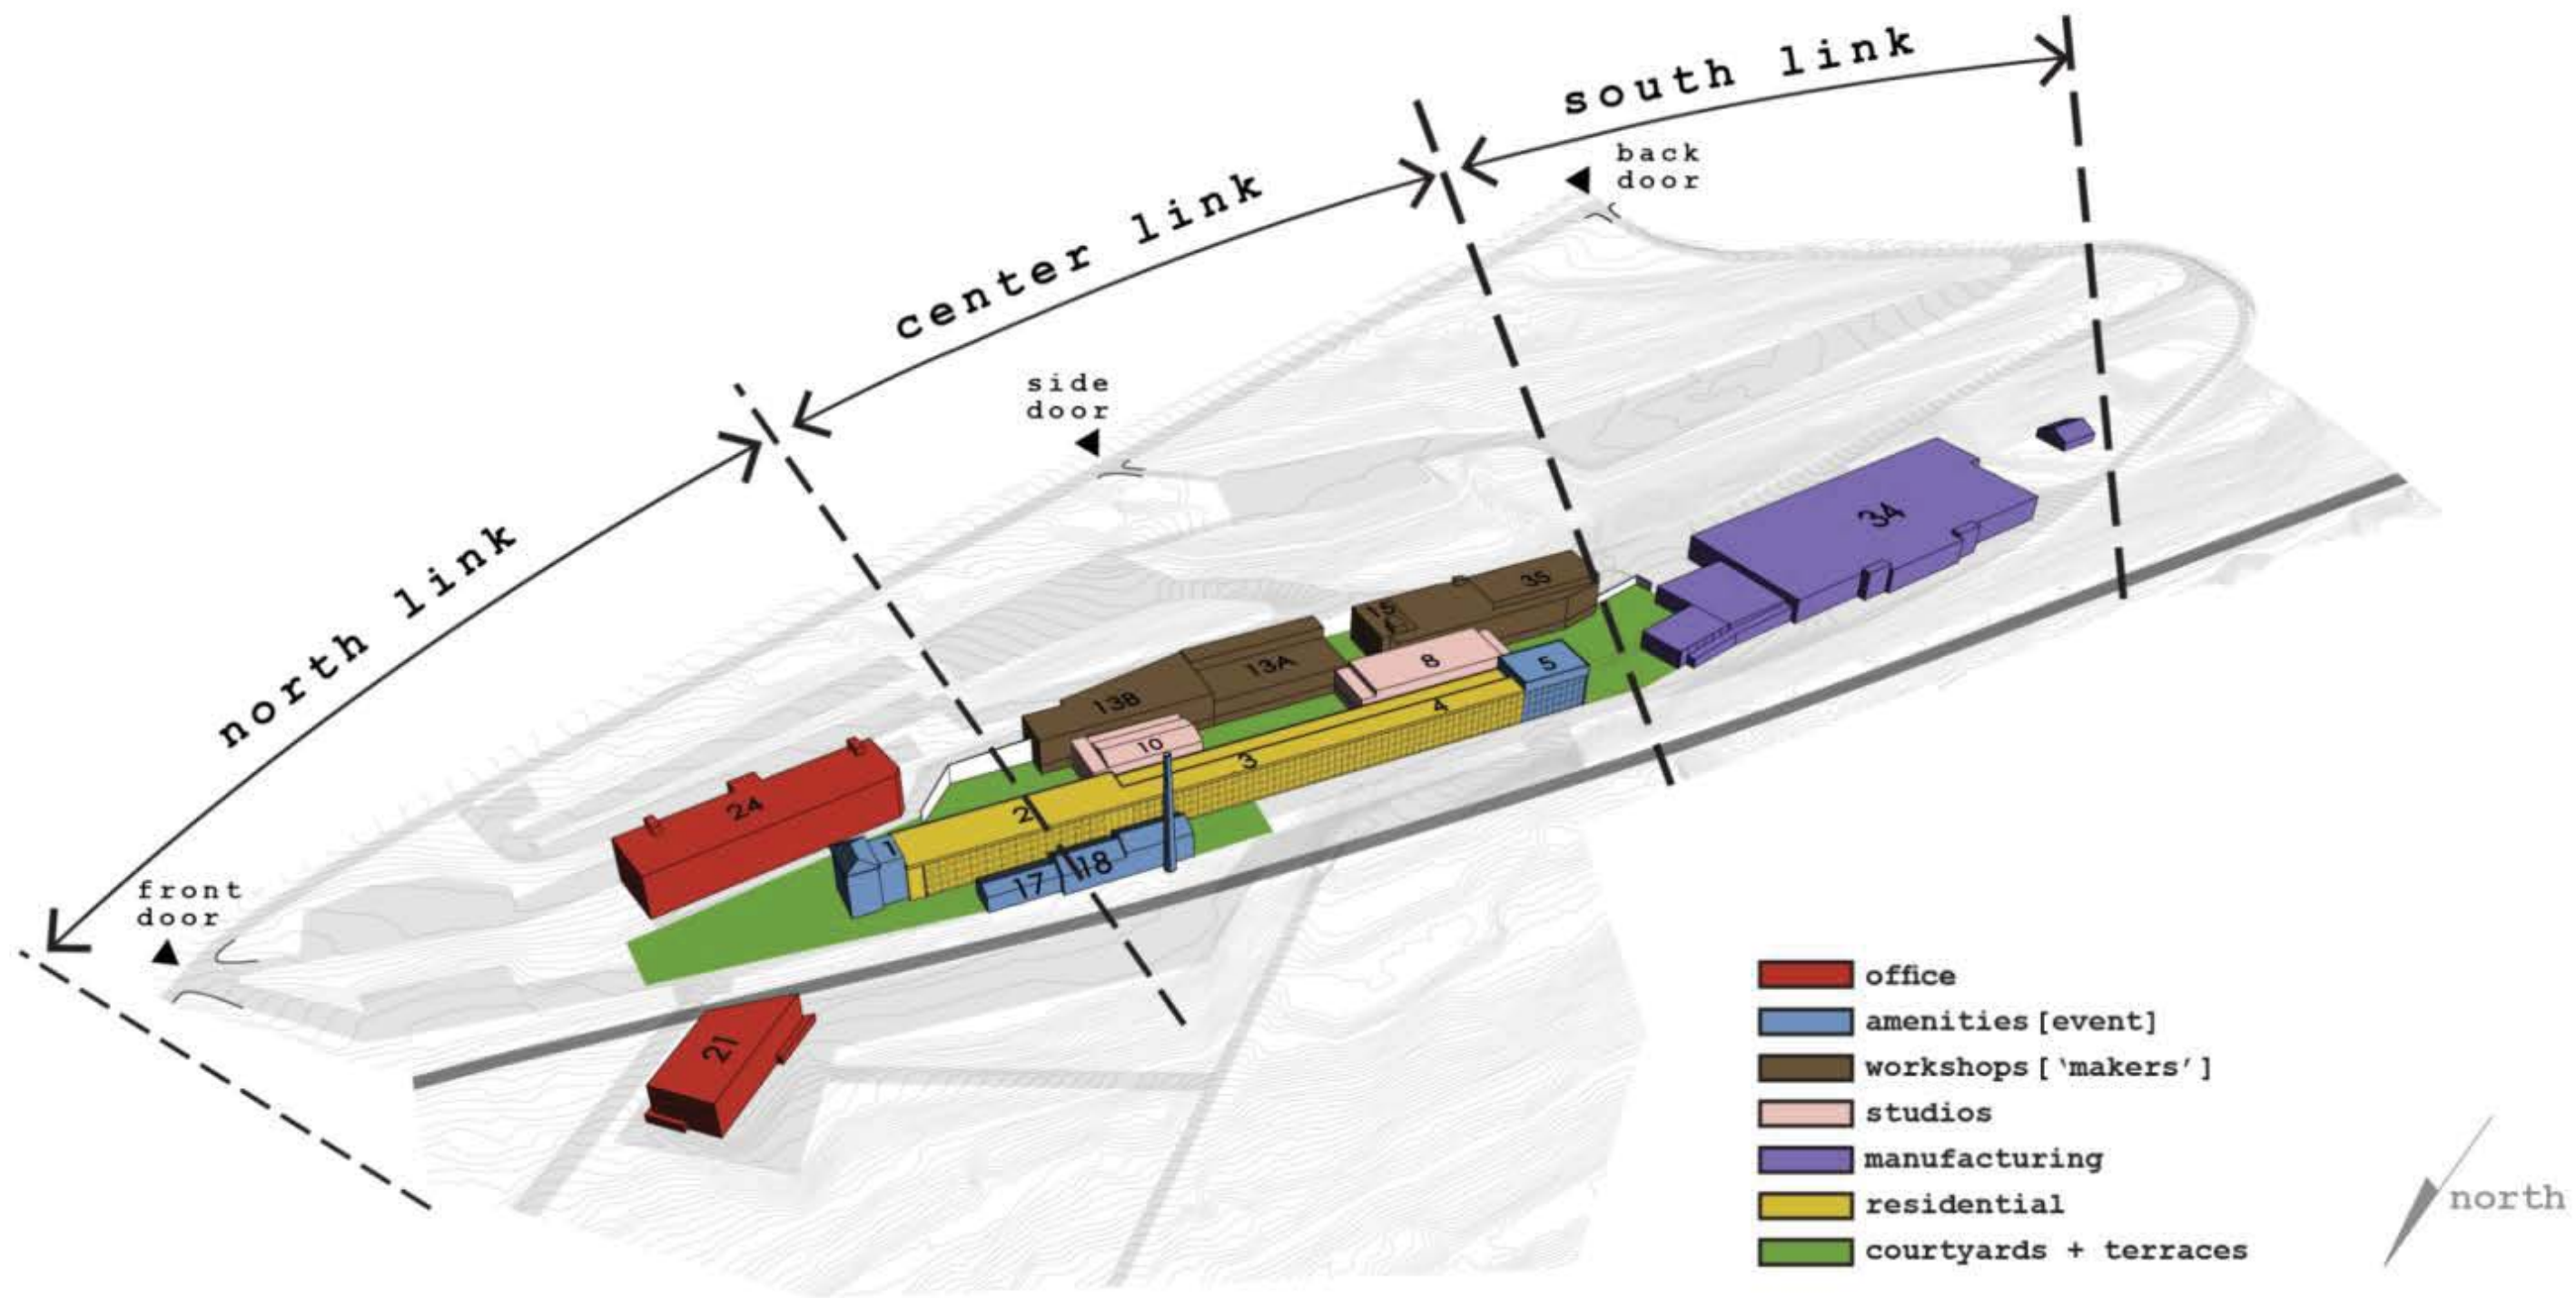 south link
back
door
center link
side
door
north link
front
door
34
35
15
13A
8
5
13B
4
10
3
24
2
1
18
17
21
office
amenities [event]
workshops [‘makers’]
studios
manufacturing
residential
courtyards + terraces
north